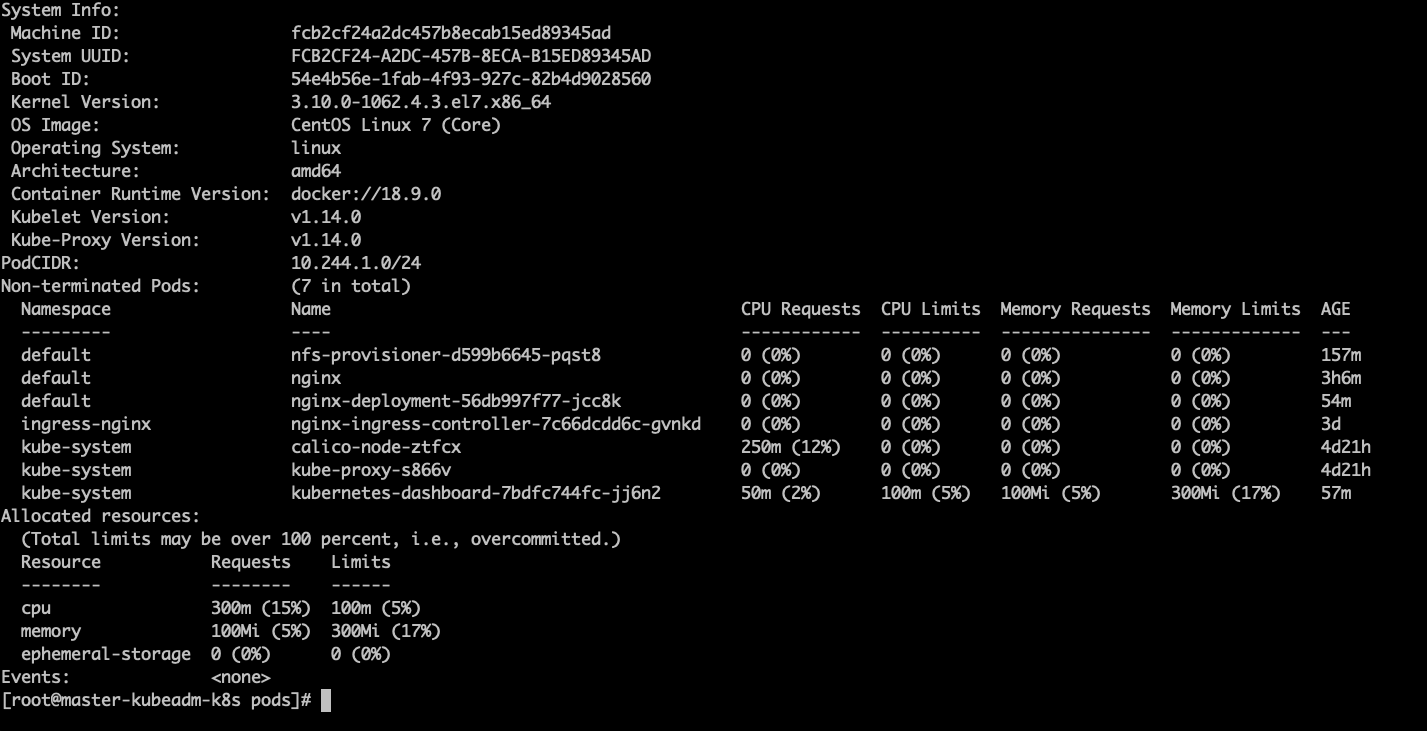 System Info:
 Machine ID:                 fcb2cf24a2dc457b8ecab15ed89345ad
 System UUID:                FCB2CF24-A2DC-457B-8ECA-B15ED89345AD
 Boot ID:                    54e4b56e-1fab-4f93-927c-82b4d9028560
 Kernel Version:             3.10.0-1062.4.3.el7.x86_64
 OS Image:                   CentOS Linux 7 (Core)
 Operating System:           linux
 Architecture:               amd64
 Container Runtime Version:  docker://18.9.0
 Kubelet Version:            v1.14.0
 Kube-Proxy Version:         v1.14.0
PodCIDR:                     10.244.1.0/24
Non-terminated Pods:         (7 in total)
  Namespace                  Name                                         CPU Requests  CPU Limits  Memory Requests  Memory Limits  AGE
  ---------                  ----                                         ------------  ----------  ---------------  -------------  ---
  default                    nfs-provisioner-d599b6645-pqst8              0 (0%)        0 (0%)      0 (0%)           0 (0%)         157m
  default                    nginx                                        0 (0%)        0 (0%)      0 (0%)           0 (0%)         3h6m
  default                    nginx-deployment-56db997f77-jcc8k            0 (0%)        0 (0%)      0 (0%)           0 (0%)         54m
  ingress-nginx              nginx-ingress-controller-7c66dcdd6c-gvnkd    0 (0%)        0 (0%)      0 (0%)           0 (0%)         3d
  kube-system                calico-node-ztfcx                            250m (12%)    0 (0%)      0 (0%)           0 (0%)         4d21h
  kube-system                kube-proxy-s866v                             0 (0%)        0 (0%)      0 (0%)           0 (0%)         4d21h
  kube-system                kubernetes-dashboard-7bdfc744fc-jj6n2        50m (2%)      100m (5%)   100Mi (5%)       300Mi (17%)    57m
Allocated resources:
  (Total limits may be over 100 percent, i.e., overcommitted.)
  Resource           Requests    Limits
  --------           --------    ------
  cpu                300m (15%)  100m (5%)
  memory             100Mi (5%)  300Mi (17%)
  ephemeral-storage  0 (0%)      0 (0%)
Events:              <none>
[root@master-kubeadm-k8s pods]#